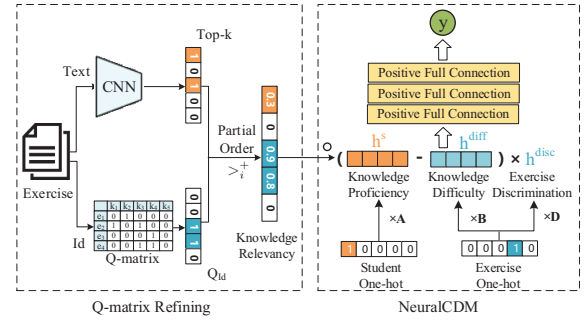 Top-k
Text
CNN
1
0
1
0
0
Exercise
Id
k₁ k₂ k₃ k₄ k₅
e₁ 0 1 0 0 0
e₂ 0 0 1 1 0
e₃
e₄
Q-matrix
0
0
1
1
0
Q_Id
Partial
Order
>ᵢ⁺
0.3
0
0.9
0.8
0
Knowledge
Relevancy
Q-matrix Refining
y
Positive Full Connection
Positive Full Connection
Positive Full Connection
∘ ( hˢ - h^diff ) × h^disc
Knowledge
Proficiency
Knowledge
Difficulty
Exercise
Discrimination
×A
×B
×D
1 0 0 0 0
Student
One-hot
0 0 0 1 0
Exercise
One-hot
NeuralCDM